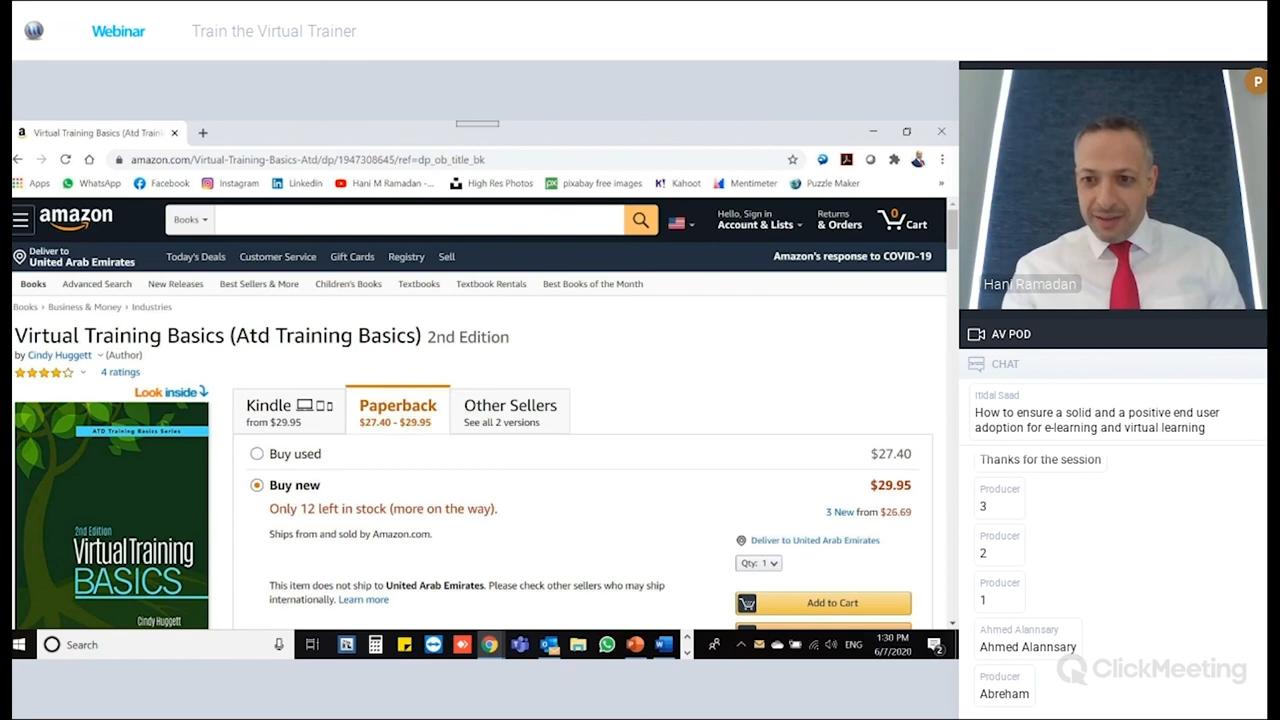 Webinar Train the Virtual Trainer
Virtual Training Basics (Atd Traini
amazon.com/Virtual-Training-Basics-Atd/dp/1947308645/ref=dp_ob_title_bk
Apps WhatsApp Facebook Instagram Linkedin Hani M Ramadan -... High Res Photos pixabay free images Kahoot Mentimeter Puzzle Maker »
amazon Books Hello, Sign in Account & Lists Returns & Orders 0 Cart
Deliver to
United Arab Emirates Today's Deals Customer Service Gift Cards Registry Sell Amazon's response to COVID-19
Books Advanced Search New Releases Best Sellers & More Children's Books Textbooks Textbook Rentals Best Books of the Month
Books › Business & Money › Industries
Virtual Training Basics (Atd Training Basics) 2nd Edition
by Cindy Huggett (Author)
4 ratings
Look inside
ATD Training Basics Series
2nd Edition
Virtual Training
BASICS
Cindy Huggett
Kindle
from $29.95
Paperback
$27.40 - $29.95
Other Sellers
See all 2 versions
Buy used $27.40
Buy new $29.95
Only 12 left in stock (more on the way).
3 New from $26.69
Ships from and sold by Amazon.com.
Deliver to United Arab Emirates
Qty: 1
This item does not ship to United Arab Emirates. Please check other sellers who may ship
internationally. Learn more
Add to Cart
Search
ENG
1:30 PM
6/7/2020
2
P
Hani Ramadan
AV POD
CHAT
Itidal Saad
How to ensure a solid and a positive end user
adoption for e-learning and virtual learning
Thanks for the session
Producer
3
Producer
2
Producer
1
Ahmed Alannsary
Ahmed Alannsary
Producer
Abreham
ClickMeeting